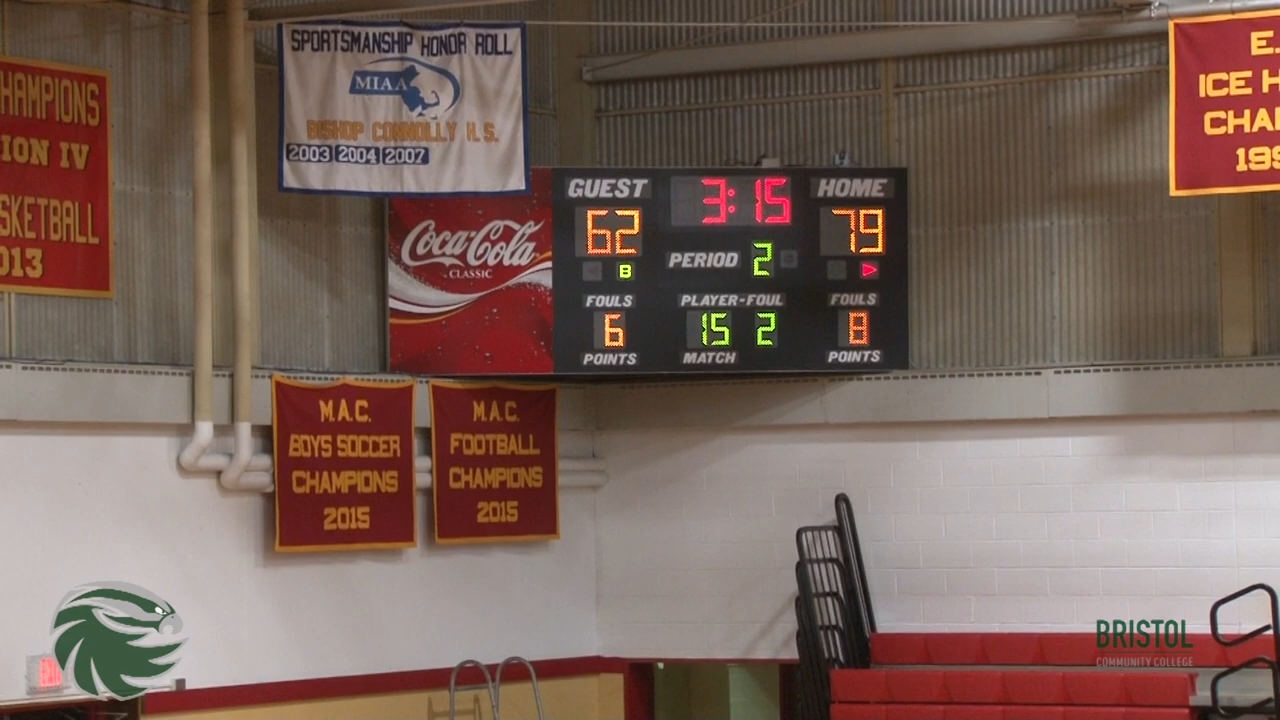 HAMPIONS
ION IV
SKETBALL
013
SPORTSMANSHIP HONOR ROLL
MIAA
BISHOP CONNOLLY H.S.
2003 2004 2007
E.
ICE H
CHA
199
Coca-Cola
CLASSIC
GUEST 3:15 HOME
62 79
PERIOD 2
B
FOULS PLAYER-FOUL FOULS
6 15 2 8
POINTS MATCH POINTS
M.A.C.
BOYS SOCCER
CHAMPIONS
2015
M.A.C.
FOOTBALL
CHAMPIONS
2015
BRISTOL
COMMUNITY COLLEGE